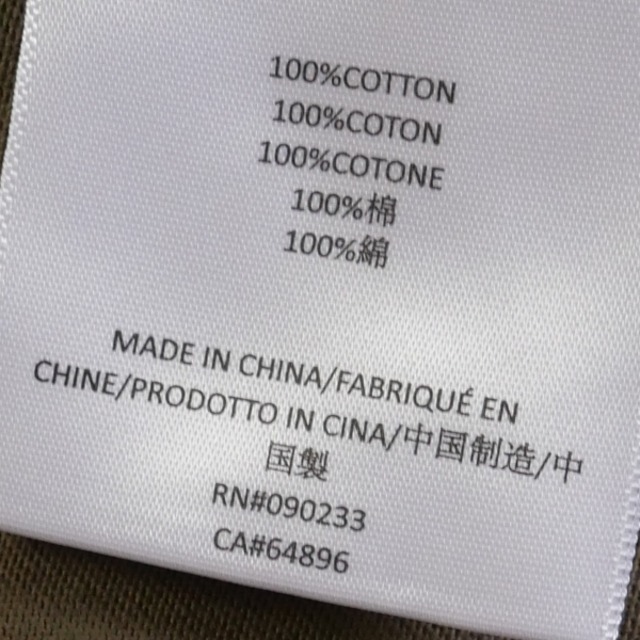 100%COTTON
100%COTON
100%COTONE
100%棉
100%綿
MADE IN CHINA/FABRIQUÉ EN
CHINE/PRODOTTO IN CINA/中国制造/中
国製
RN#090233
CA#64896